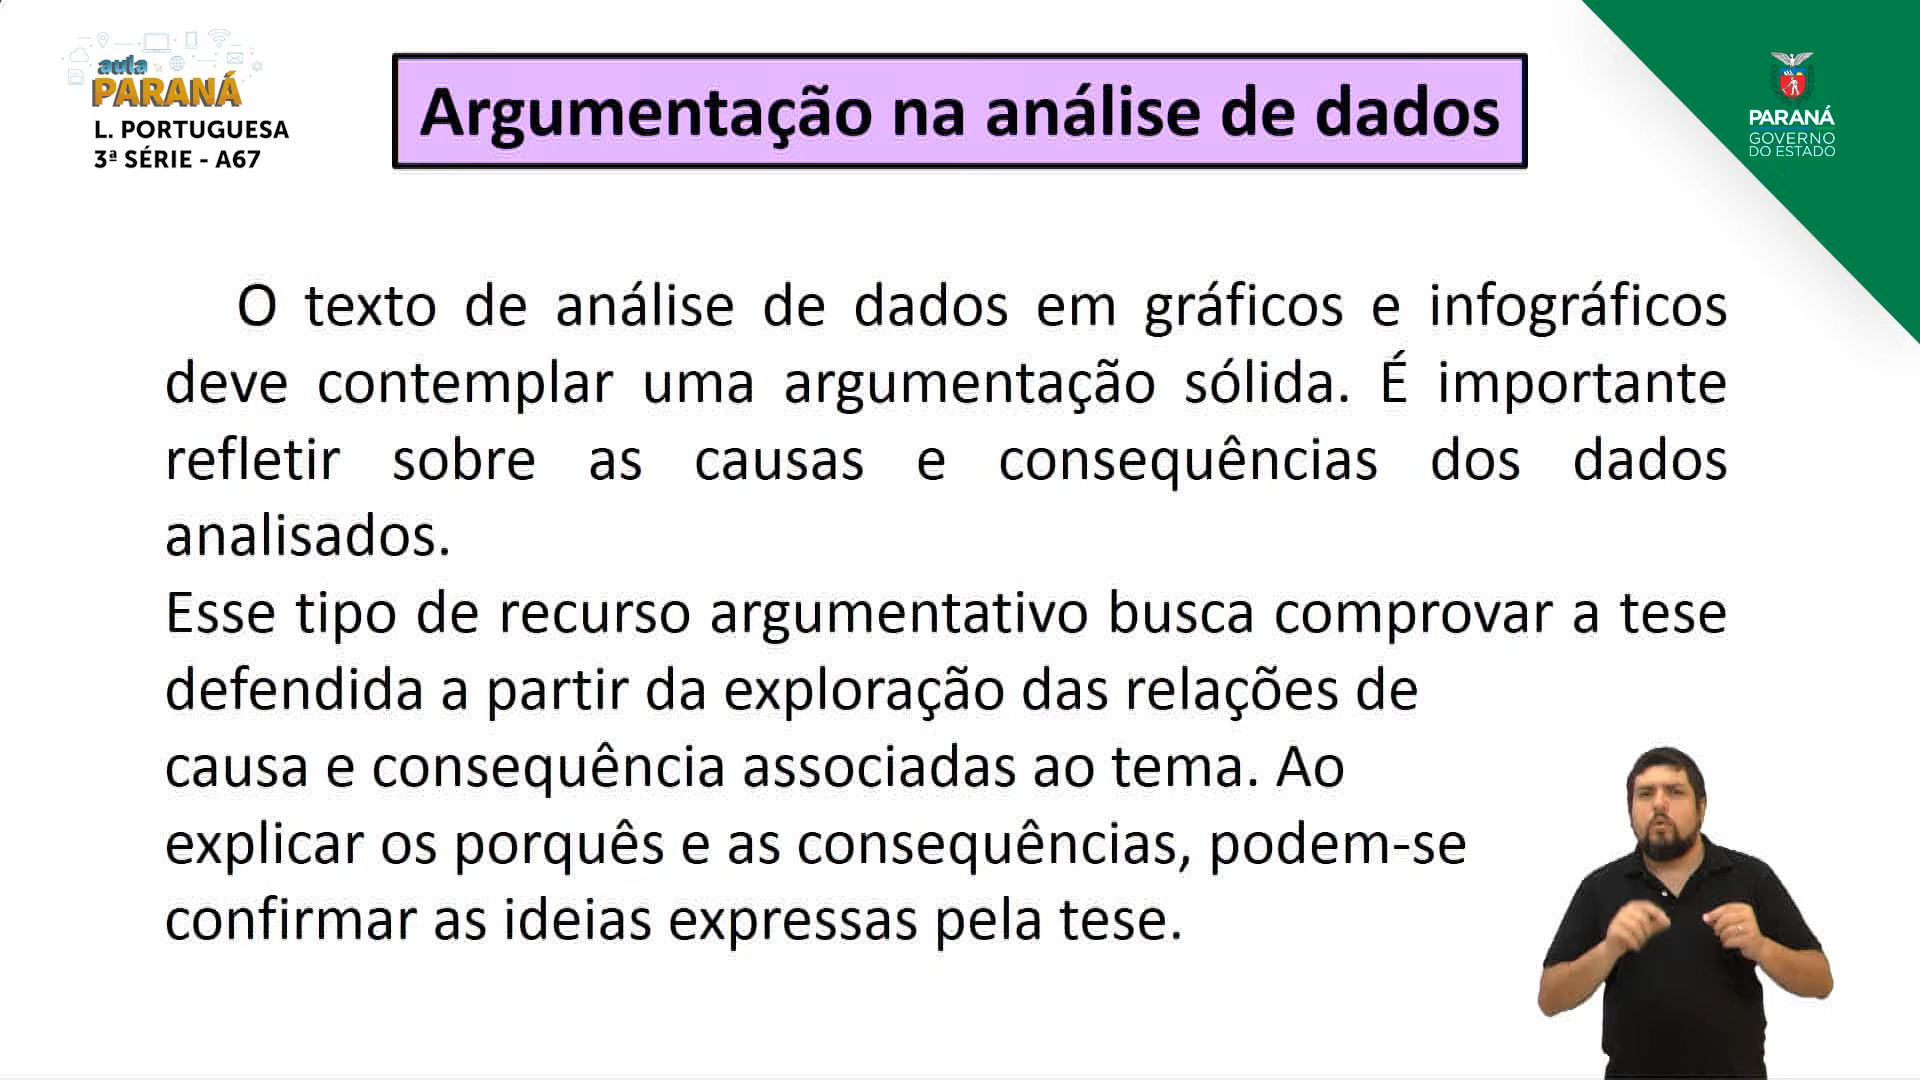 aula
PARANÁ
L. PORTUGUESA
3ª SÉRIE - A67
Argumentação na análise de dados
PARANÁ
GOVERNO
DO ESTADO
O texto de análise de dados em gráficos e infográficos
deve contemplar uma argumentação sólida. É importante
refletir sobre as causas e consequências dos dados
analisados.
Esse tipo de recurso argumentativo busca comprovar a tese
defendida a partir da exploração das relações de
causa e consequência associadas ao tema. Ao
explicar os porquês e as consequências, podem-se
confirmar as ideias expressas pela tese.